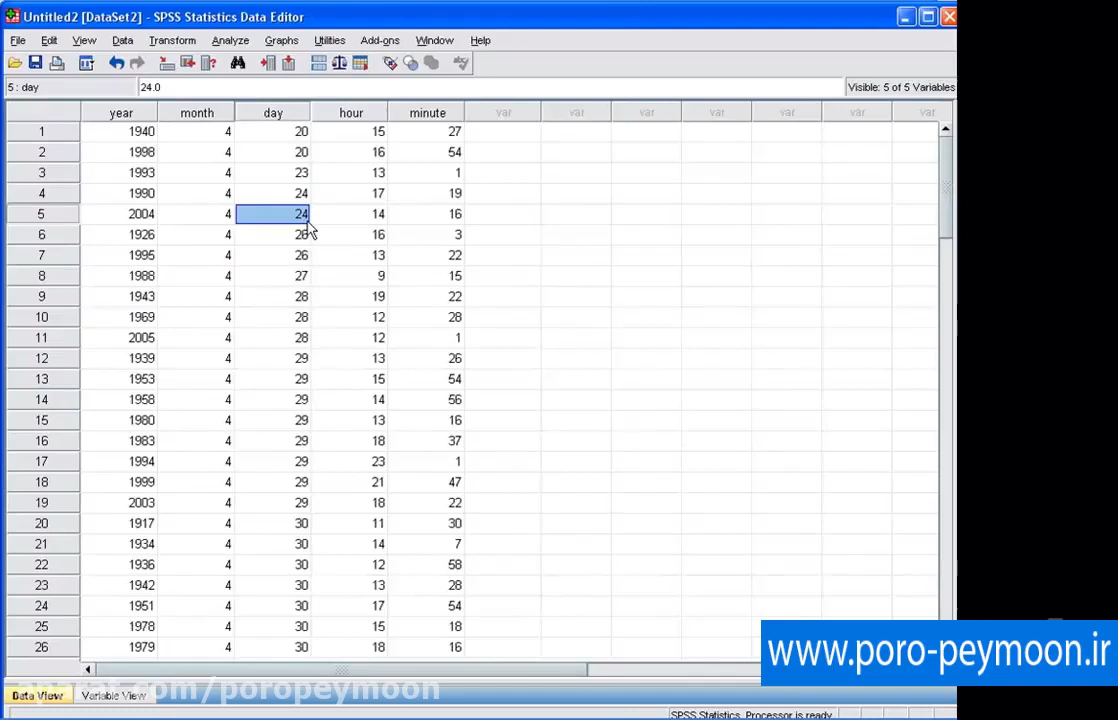 Untitled2 [DataSet2] - SPSS Statistics Data Editor
File Edit View Data Transform Analyze Graphs Utilities Add-ons Window Help
5 : day 24.0 Visible: 5 of 5 Variables
year month day hour minute var var var var var var var
1 1940 4 20 15 27
2 1998 4 20 16 54
3 1993 4 23 13 1
4 1990 4 24 17 19
5 2004 4 24 14 16
6 1926 4 26 16 3
7 1995 4 26 13 22
8 1988 4 27 9 15
9 1943 4 28 19 22
10 1969 4 28 12 28
11 2005 4 28 12 1
12 1939 4 29 13 26
13 1953 4 29 15 54
14 1958 4 29 14 56
15 1980 4 29 13 16
16 1983 4 29 18 37
17 1994 4 29 23 1
18 1999 4 29 21 47
19 2003 4 29 18 22
20 1917 4 30 11 30
21 1934 4 30 14 7
22 1936 4 30 12 58
23 1942 4 30 13 28
24 1951 4 30 17 54
25 1978 4 30 15 18
26 1979 4 30 18 16
www.poro-peymoon.ir
aparat.com/poropeymoon
Data View Variable View
SPSS Statistics Processor is ready